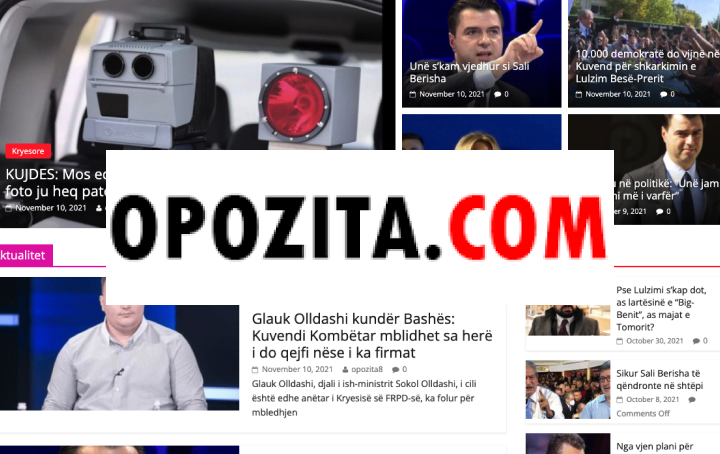 Kryesore
KUJDES: Mos
foto ju heq
November 10, 2021
Unë s'kam vjedhur si Sali
Berisha
November 10, 2021 0
10,000 demokratë do vijnë në
Kuvend për shkarkimin e
Lulzim Besë-Prerit
November 10, 2021 0
në politikë: "Unë jam
më i varfër"
9, 2021 0
OPOZITA.COM
ktualitet
Glauk Olldashi kundër Bashës:
Kuvendi Kombëtar mblidhet sa herë
i do qejfi nëse i ka firmat
November 10, 2021 opozita8 0
Glauk Olldashi, djali i ish-ministrit Sokol Olldashi, i cili
është edhe anëtar i Kryesisë së FRPD-së, ka folur për
mbledhjen
Pse Lulzimi s'kap dot,
as lartësinë e "Big-
Benit", as majat e
Tomorit?
October 30, 2021 0
Sikur Sali Berisha të
qëndronte në shtëpi
October 8, 2021
Comments Off
Nga vjen plani për